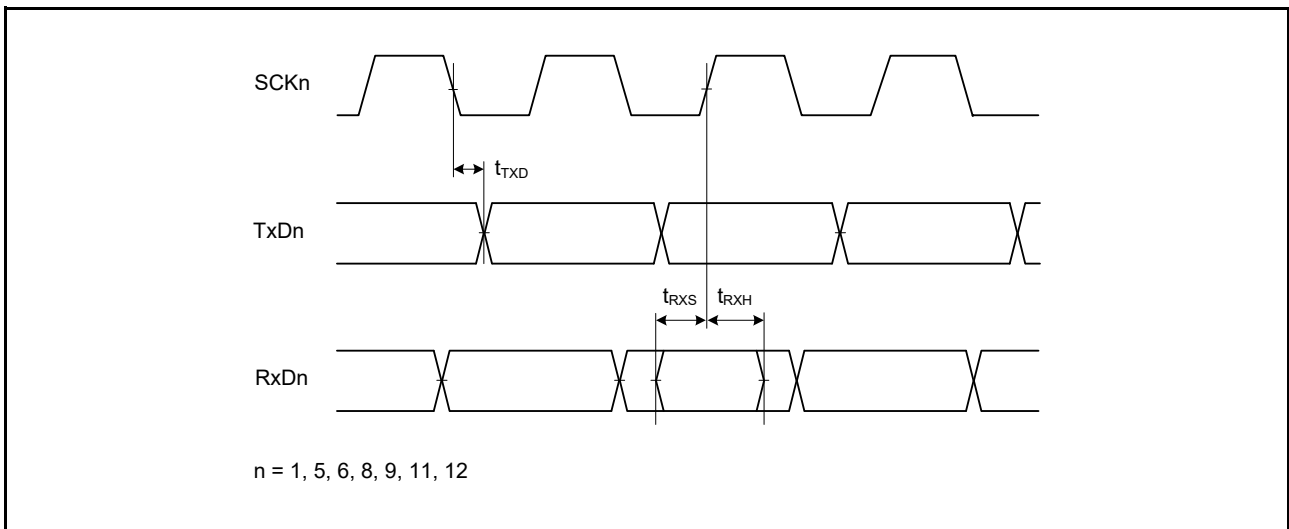 SCKn
tTXD
TxDn
tRXS tRXH
RxDn
n = 1, 5, 6, 8, 9, 11, 12